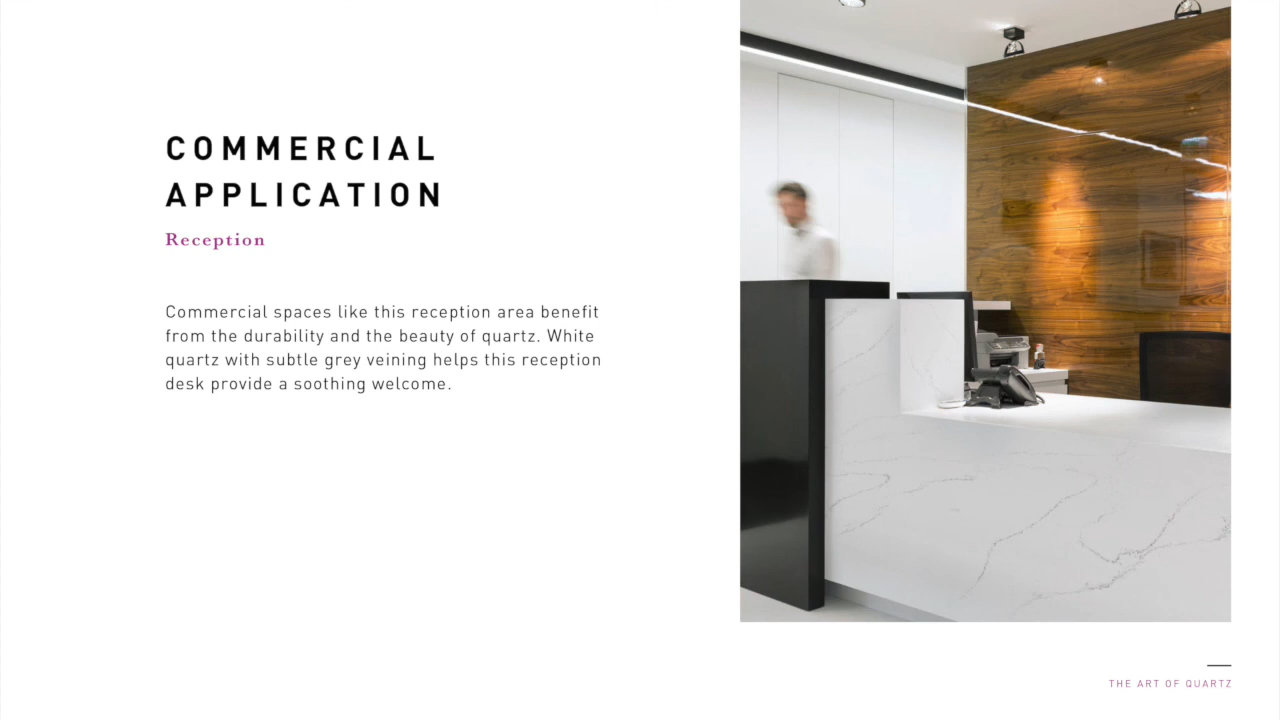 COMMERCIAL
APPLICATION
Reception
Commercial spaces like this reception area benefit
from the durability and the beauty of quartz. White
quartz with subtle grey veining helps this reception
desk provide a soothing welcome.
THE ART OF QUARTZ